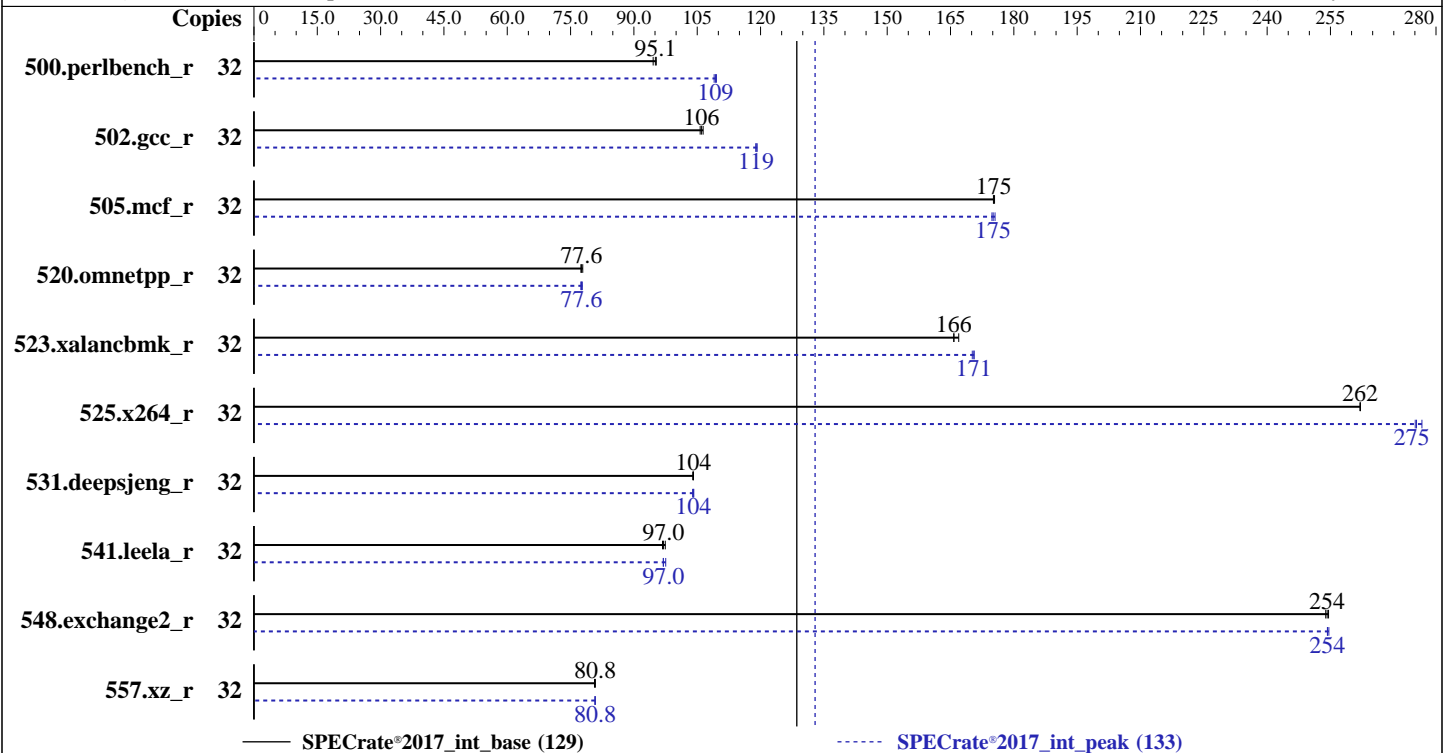 Copies 0 15.0 30.0 45.0 60.0 75.0 90.0 105 120 135 150 165 180 195 210 225 240 255 280
500.perlbench_r 32 95.1
109
502.gcc_r 32 106
119
505.mcf_r 32 175
175
520.omnetpp_r 32 77.6
77.6
523.xalancbmk_r 32 166
171
525.x264_r 32 262
275
531.deepsjeng_r 32 104
104
541.leela_r 32 97.0
97.0
548.exchange2_r 32 254
254
557.xz_r 32 80.8
80.8
SPECrate®2017_int_base (129) SPECrate®2017_int_peak (133)